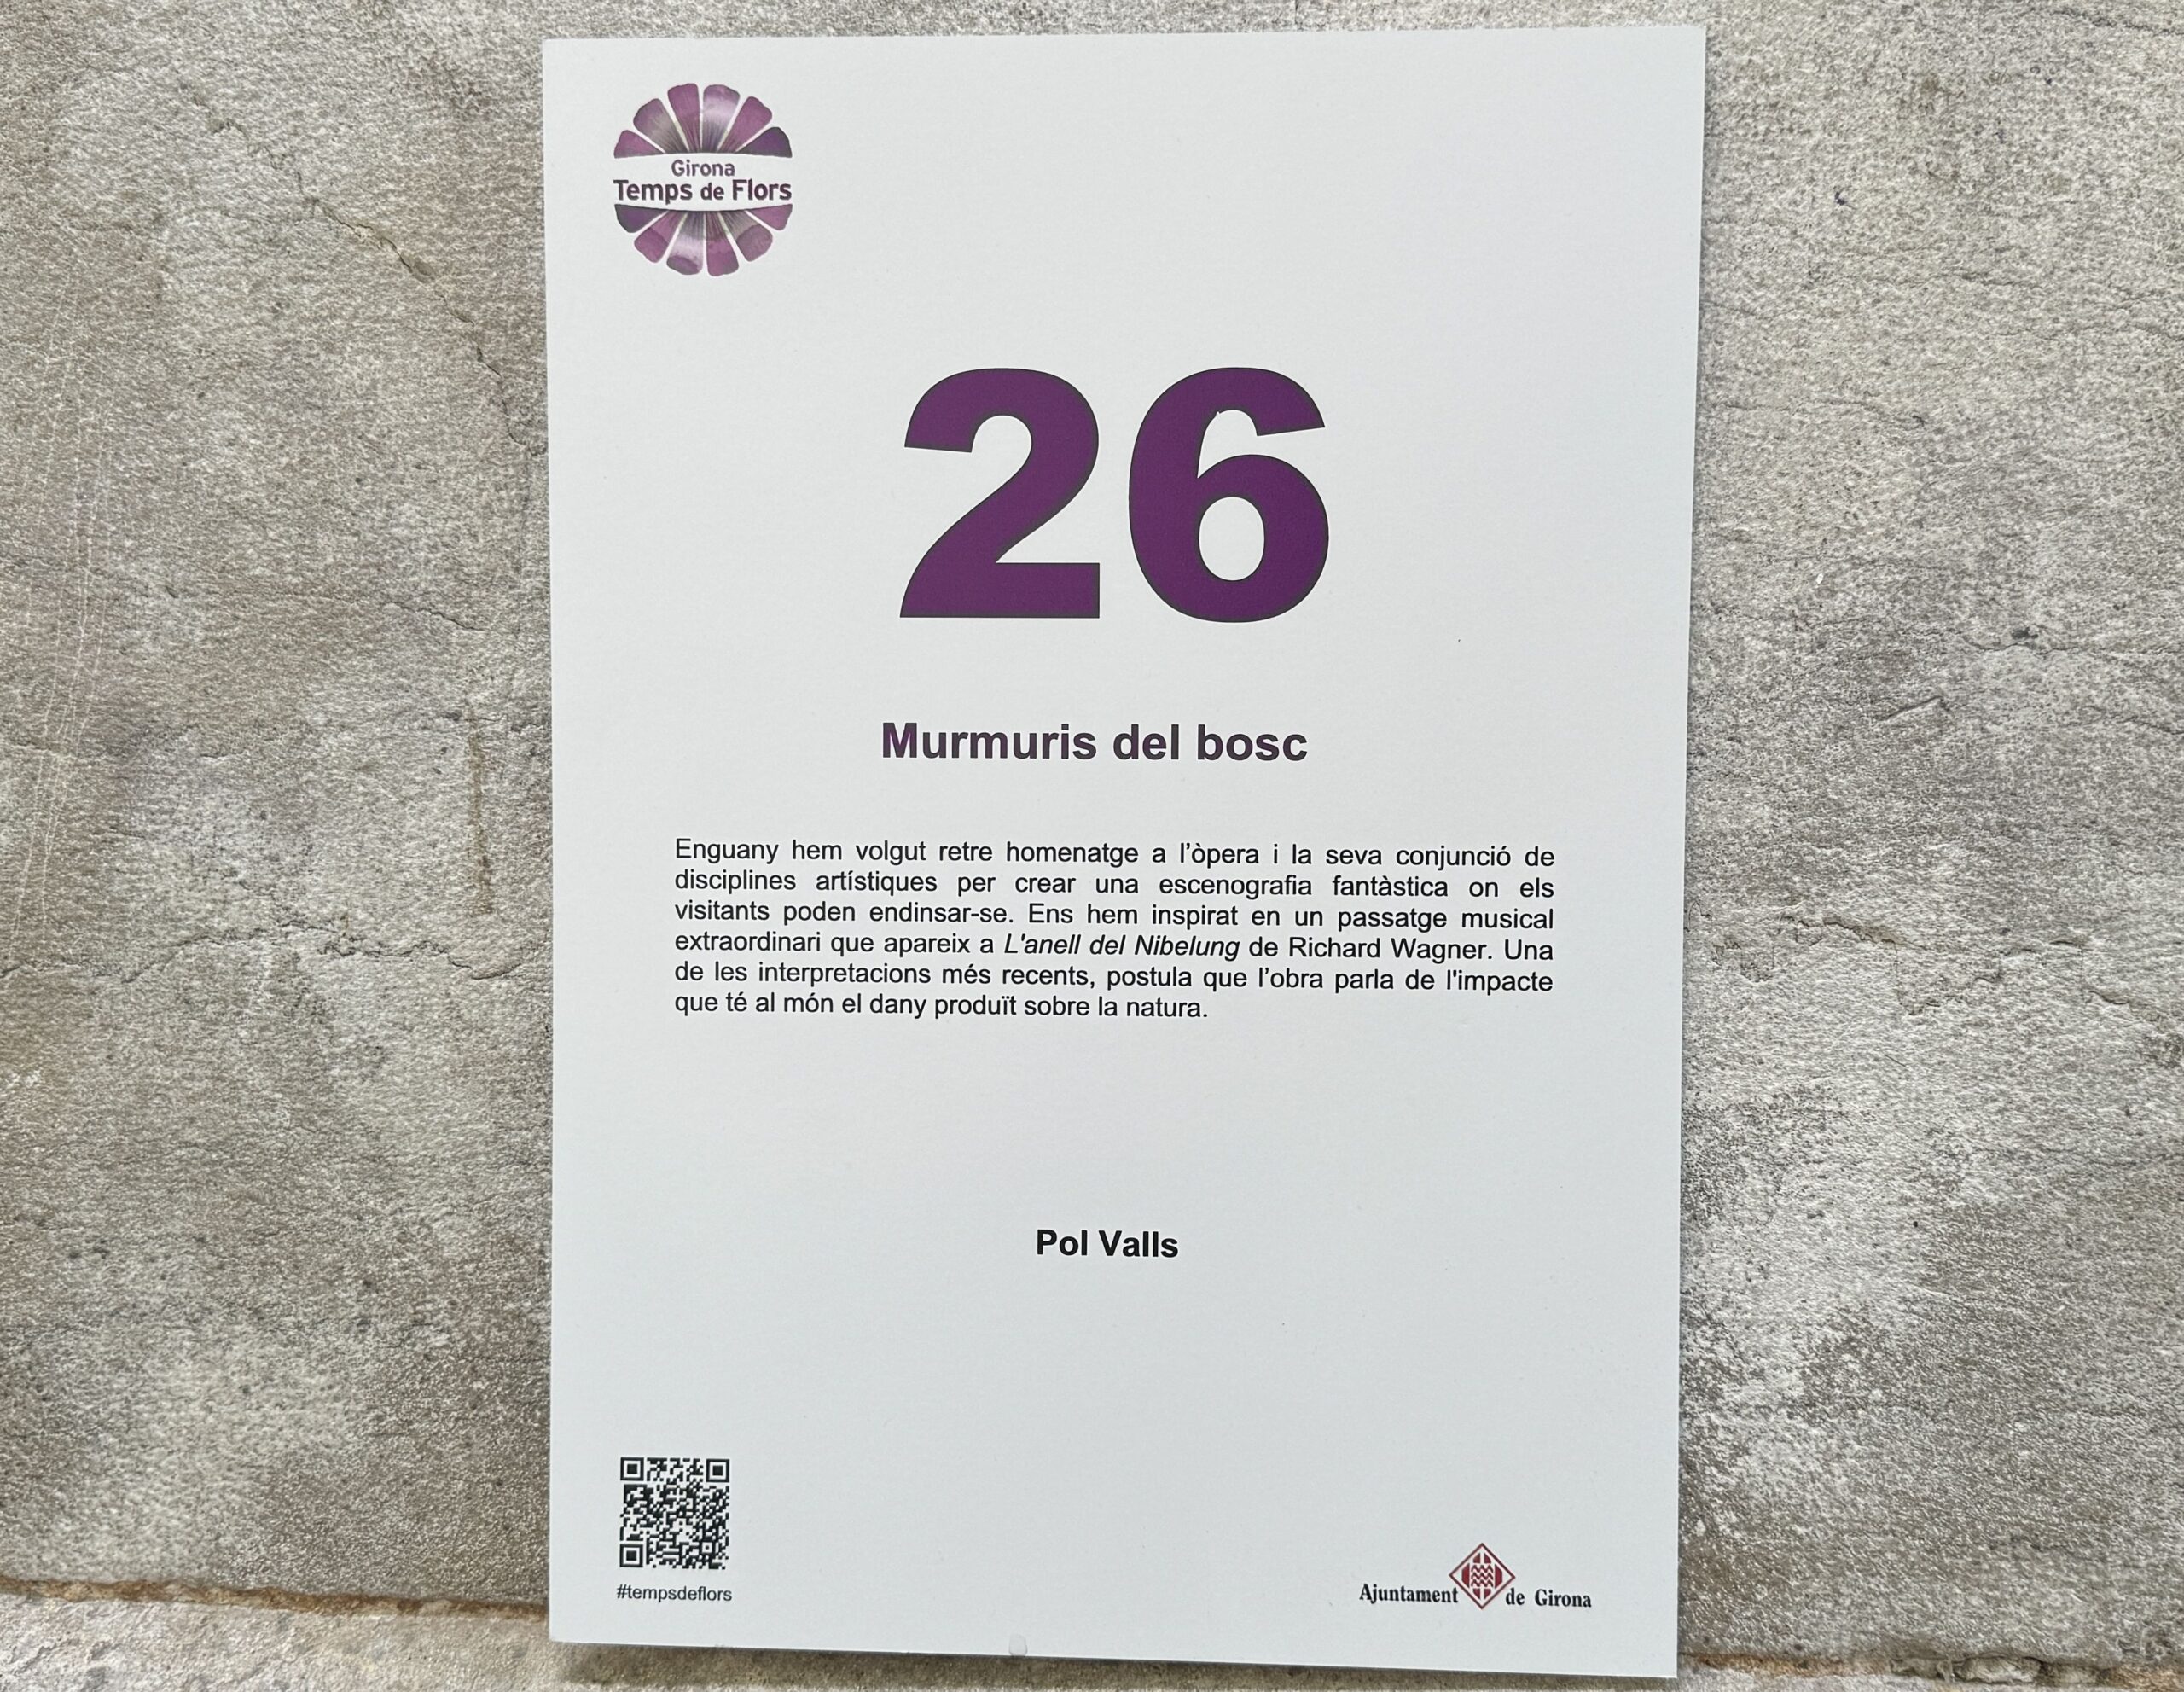 Girona
Temps de Flors
26
Murmuris del bosc
Enguany hem volgut retre homenatge a l’òpera i la seva conjunció de
disciplines artístiques per crear una escenografia fantàstica on els
visitants poden endinsar-se. Ens hem inspirat en un passatge musical
extraordinari que apareix a L'anell del Nibelung de Richard Wagner. Una
de les interpretacions més recents, postula que l’obra parla de l'impacte
que té al món el dany produït sobre la natura.
Pol Valls
#tempsdeflors
Ajuntament de Girona